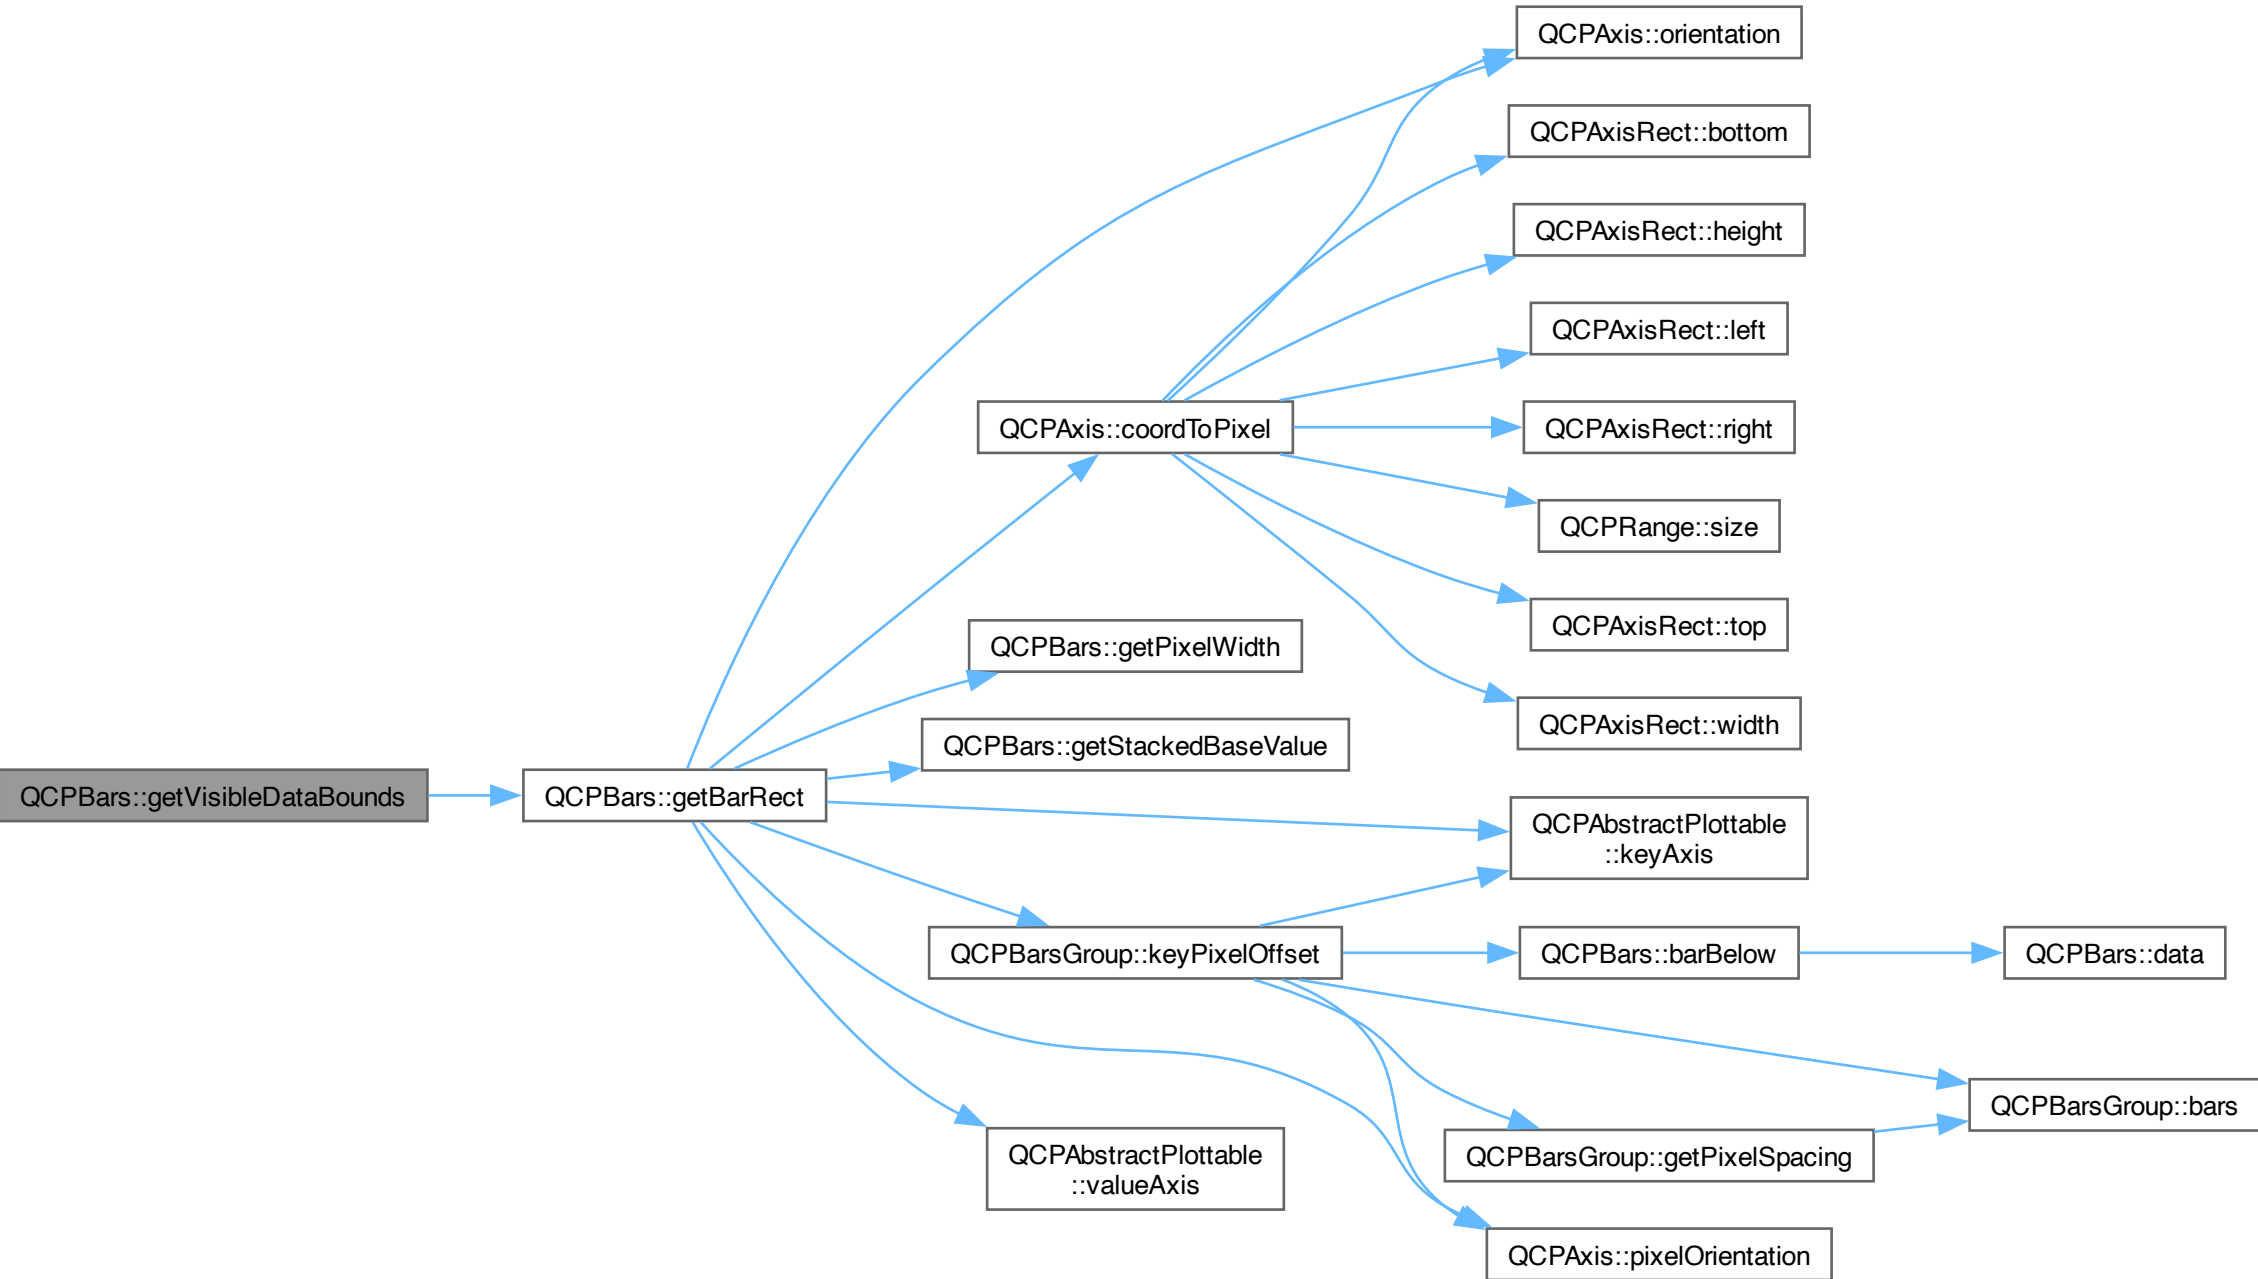 QCPAxis::orientation
QCPAxisRect::bottom
QCPAxisRect::height
QCPAxisRect::left
QCPAxis::coordToPixel
QCPAxisRect::right
QCPRange::size
QCPAxisRect::top
QCPBars::getPixelWidth
QCPAxisRect::width
QCPBars::getStackedBaseValue
QCPBars::getVisibleDataBounds
QCPBars::getBarRect
QCPAbstractPlottable
::keyAxis
QCPBarsGroup::keyPixelOffset
QCPBars::barBelow
QCPBars::data
QCPBarsGroup::bars
QCPAbstractPlottable
::valueAxis
QCPBarsGroup::getPixelSpacing
QCPAxis::pixelOrientation